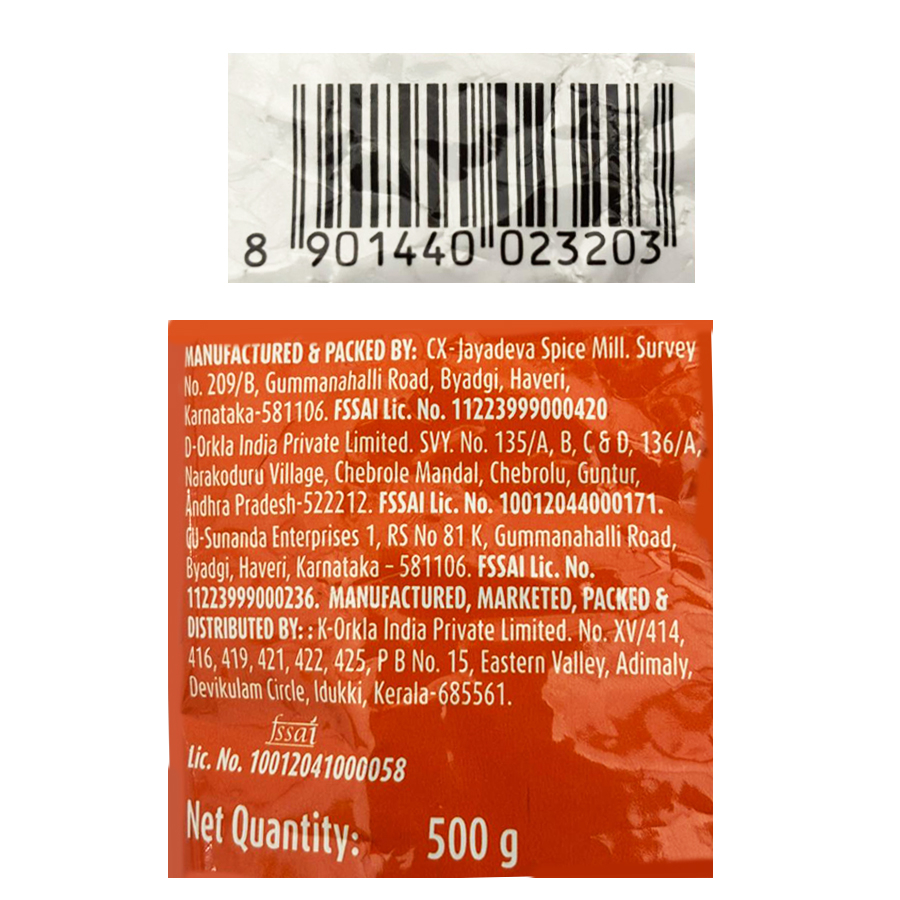 8 901440 023203
MANUFACTURED & PACKED BY: CX-Jayadeva Spice Mill. Survey
No. 209/B, Gummanahalli Road, Byadgi, Haveri,
Karnataka-581106. FSSAI Lic. No. 11223999000420
D-Orkla India Private Limited. SVY. No. 135/A, B, C & D, 136/A,
Narakoduru Village, Chebrole Mandal, Chebrolu, Guntur,
Andhra Pradesh-522212. FSSAI Lic. No. 10012044000171.
CU-Sunanda Enterprises 1, RS No 81 K, Gummanahalli Road,
Byadgi, Haveri, Karnataka – 581106. FSSAI Lic. No.
11223999000236. MANUFACTURED, MARKETED, PACKED &
DISTRIBUTED BY: : K-Orkla India Private Limited. No. XV/414,
416, 419, 421, 422, 425, P B No. 15, Eastern Valley, Adimaly,
Devikulam Circle, Idukki, Kerala-685561.
fssai
Lic. No. 10012041000058
Net Quantity: 500 g